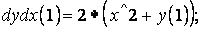 dydx(1) = 2 * (x^2 + y(1));